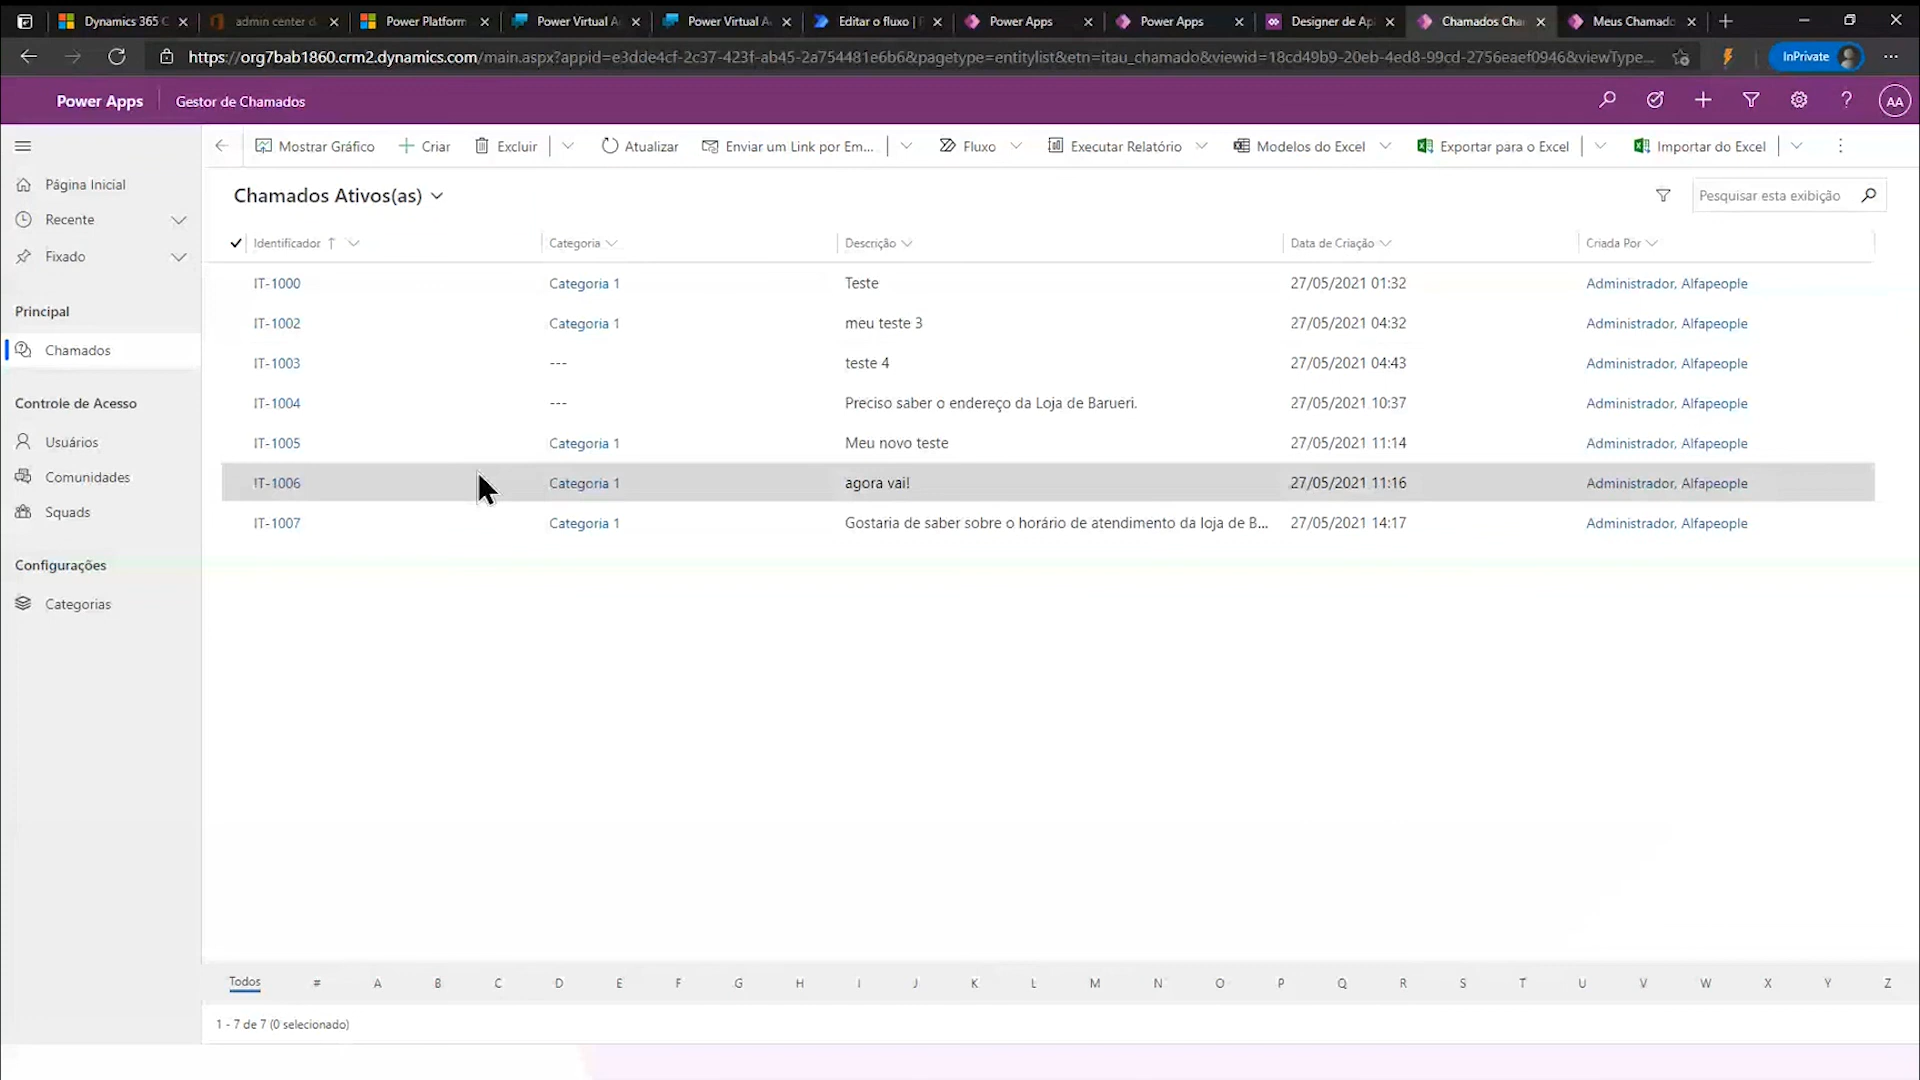 Dynamics 365 C
admin center d
Power Platform
Power Virtual A
Power Virtual A
Editar o fluxo |
Power Apps
Power Apps
Designer de Ap
Chamados Cha
Meus Chamado
https://org7bab1860.crm2.dynamics.com/main.aspx?appid=e3dde4cf-2c37-423f-ab45-2a754481e6b6&pagetype=entitylist&etn=itau_chamado&viewid=18cd49b9-20eb-4ed8-99cd-2756eaef0946&viewType...
InPrivate
Power Apps
Gestor de Chamados
AA
Mostrar Gráfico
Criar
Excluir
Atualizar
Enviar um Link por Em...
Fluxo
Executar Relatório
Modelos do Excel
Exportar para o Excel
Importar do Excel
Página Inicial
Recente
Fixado
Principal
Chamados
Controle de Acesso
Usuários
Comunidades
Squads
Configurações
Categorias
Chamados Ativos(as)
Pesquisar esta exibição
Identificador Categoria Descrição Data de Criação Criada Por
IT-1000 Categoria 1 Teste 27/05/2021 01:32 Administrador, Alfapeople
IT-1002 Categoria 1 meu teste 3 27/05/2021 04:32 Administrador, Alfapeople
IT-1003 --- teste 4 27/05/2021 04:43 Administrador, Alfapeople
IT-1004 --- Preciso saber o endereço da Loja de Barueri. 27/05/2021 10:37 Administrador, Alfapeople
IT-1005 Categoria 1 Meu novo teste 27/05/2021 11:14 Administrador, Alfapeople
IT-1006 Categoria 1 agora vai! 27/05/2021 11:16 Administrador, Alfapeople
IT-1007 Categoria 1 Gostaria de saber sobre o horário de atendimento da loja de B... 27/05/2021 14:17 Administrador, Alfapeople
Todos # A B C D E F G H I J K L M N O P Q R S T U V W X Y Z
1 - 7 de 7 (0 selecionado)